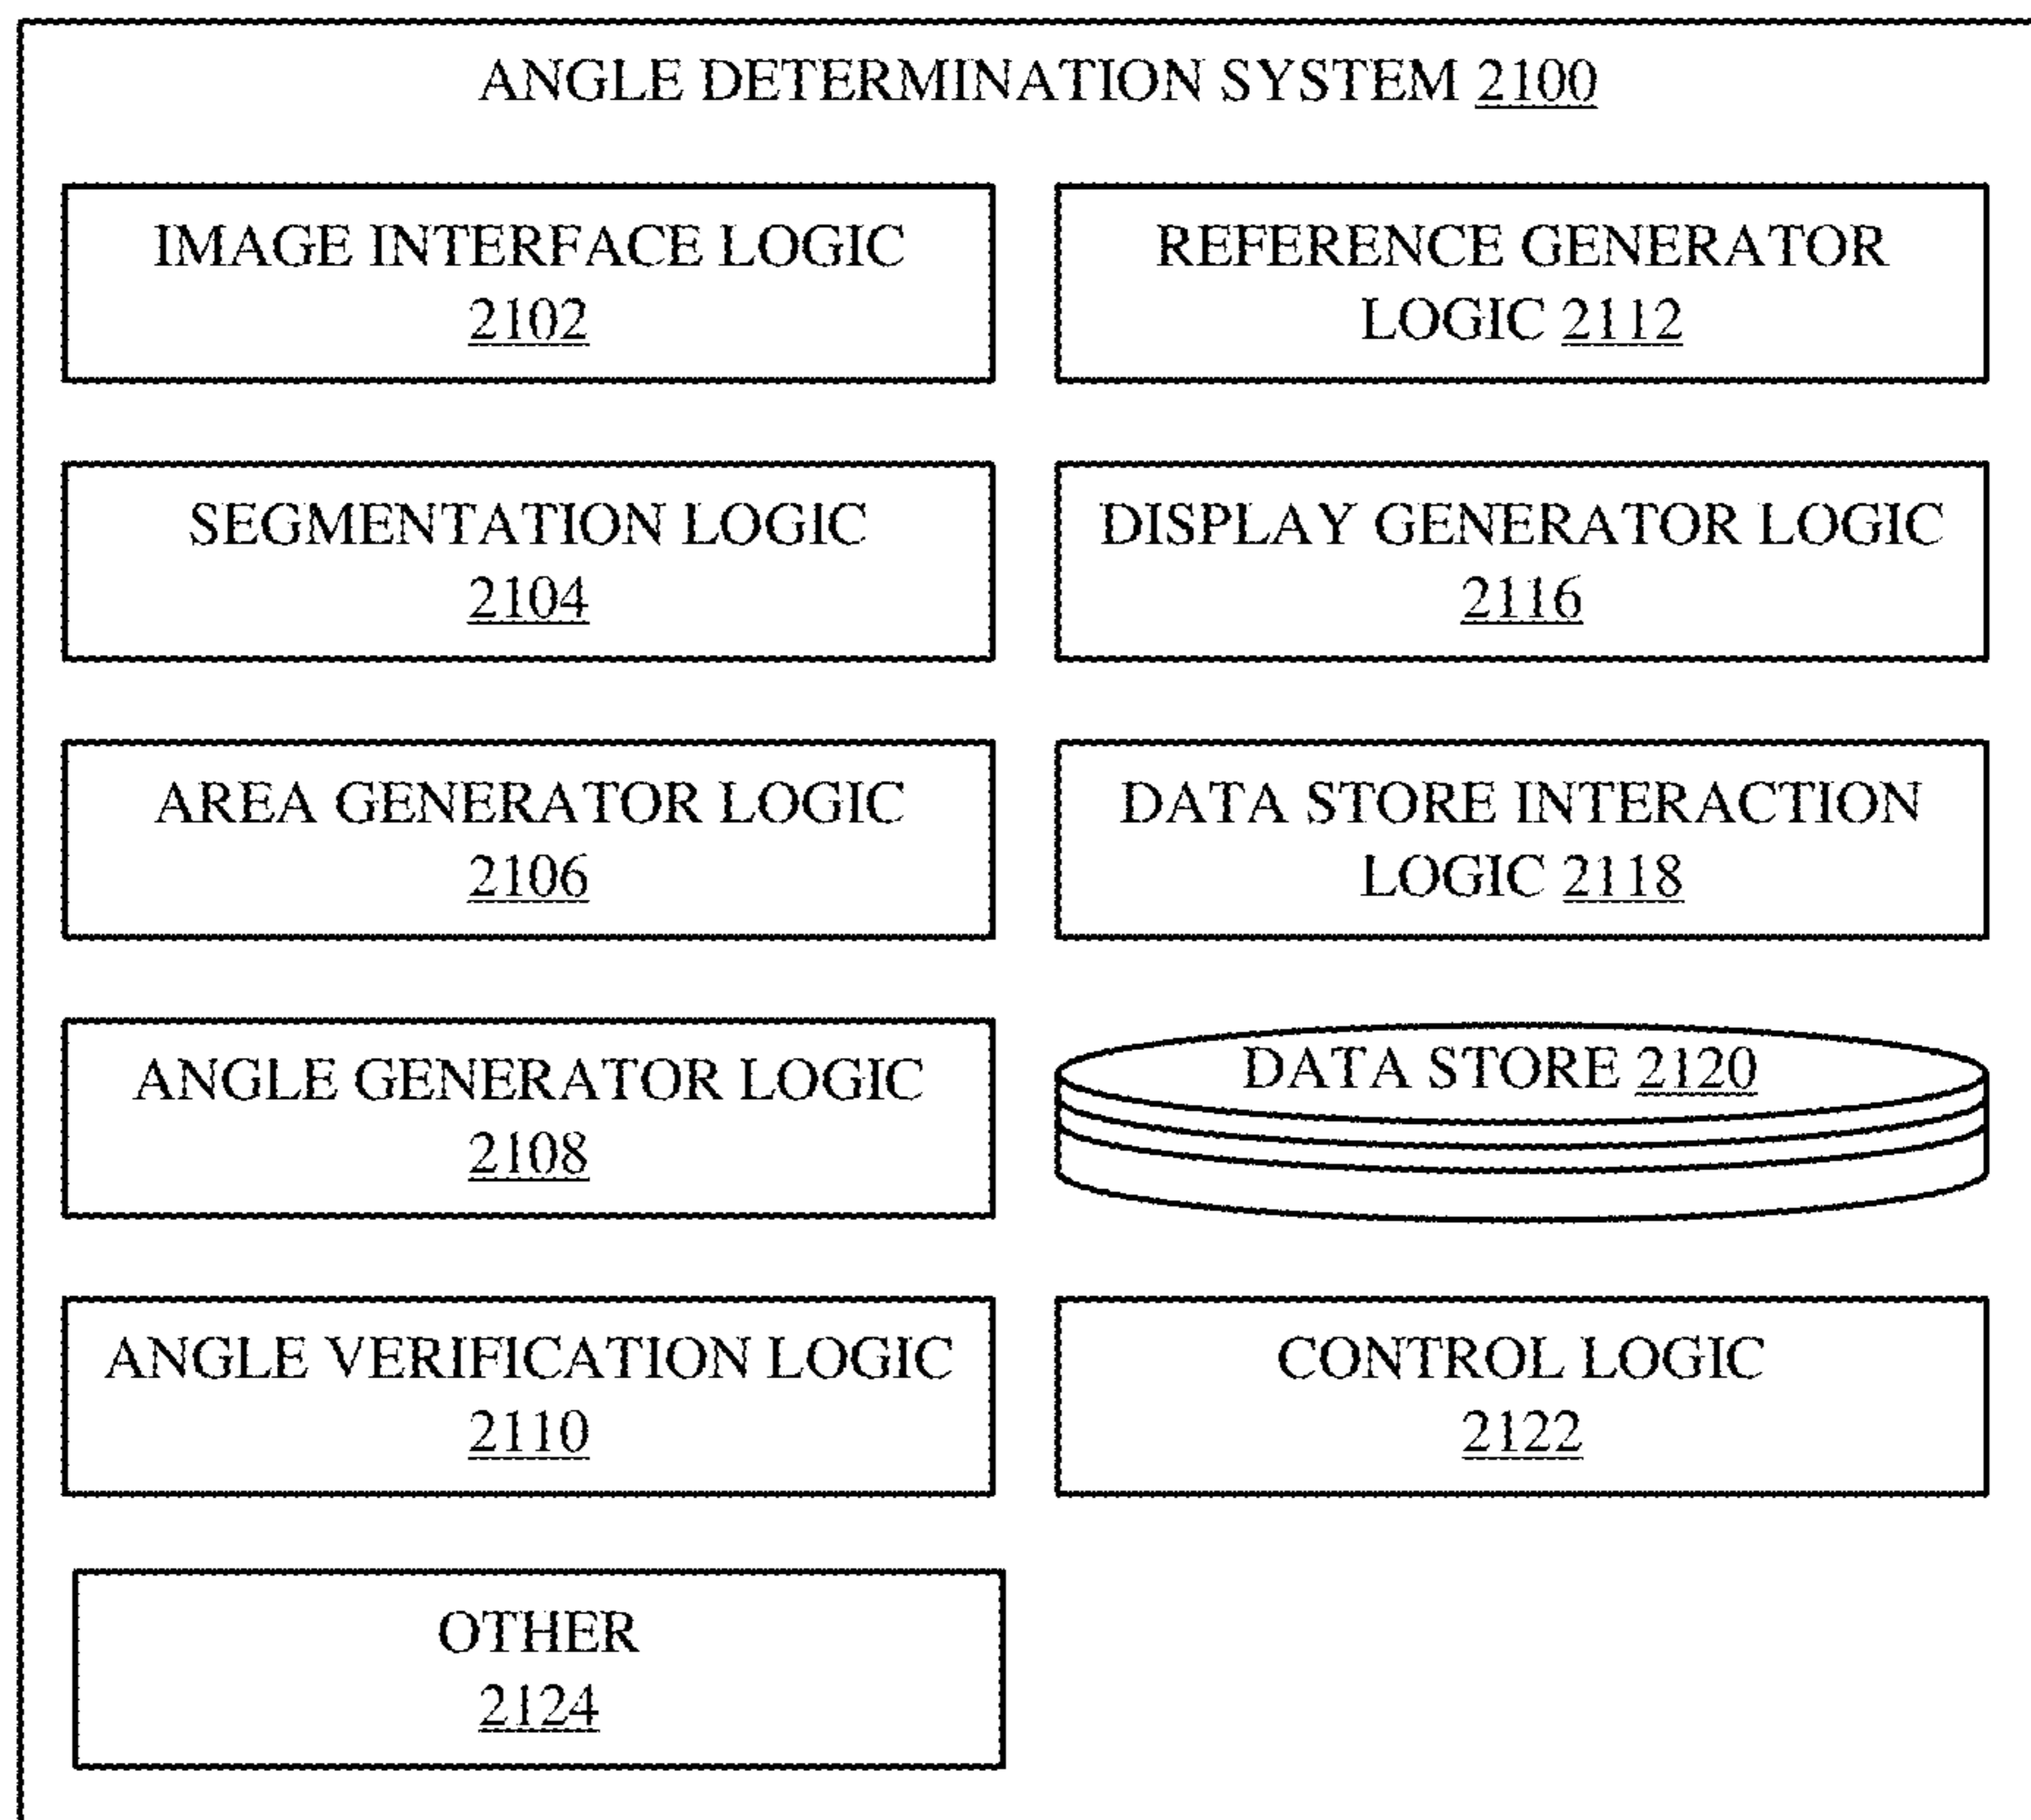 ANGLE DETERMINATION SYSTEM 2100
IMAGE INTERFACE LOGIC
2102
REFERENCE GENERATOR
LOGIC 2112
SEGMENTATION LOGIC
2104
DISPLAY GENERATOR LOGIC
2116
AREA GENERATOR LOGIC
2106
DATA STORE INTERACTION
LOGIC 2118
ANGLE GENERATOR LOGIC
2108
DATA STORE 2120
ANGLE VERIFICATION LOGIC
2110
CONTROL LOGIC
2122
OTHER
2124